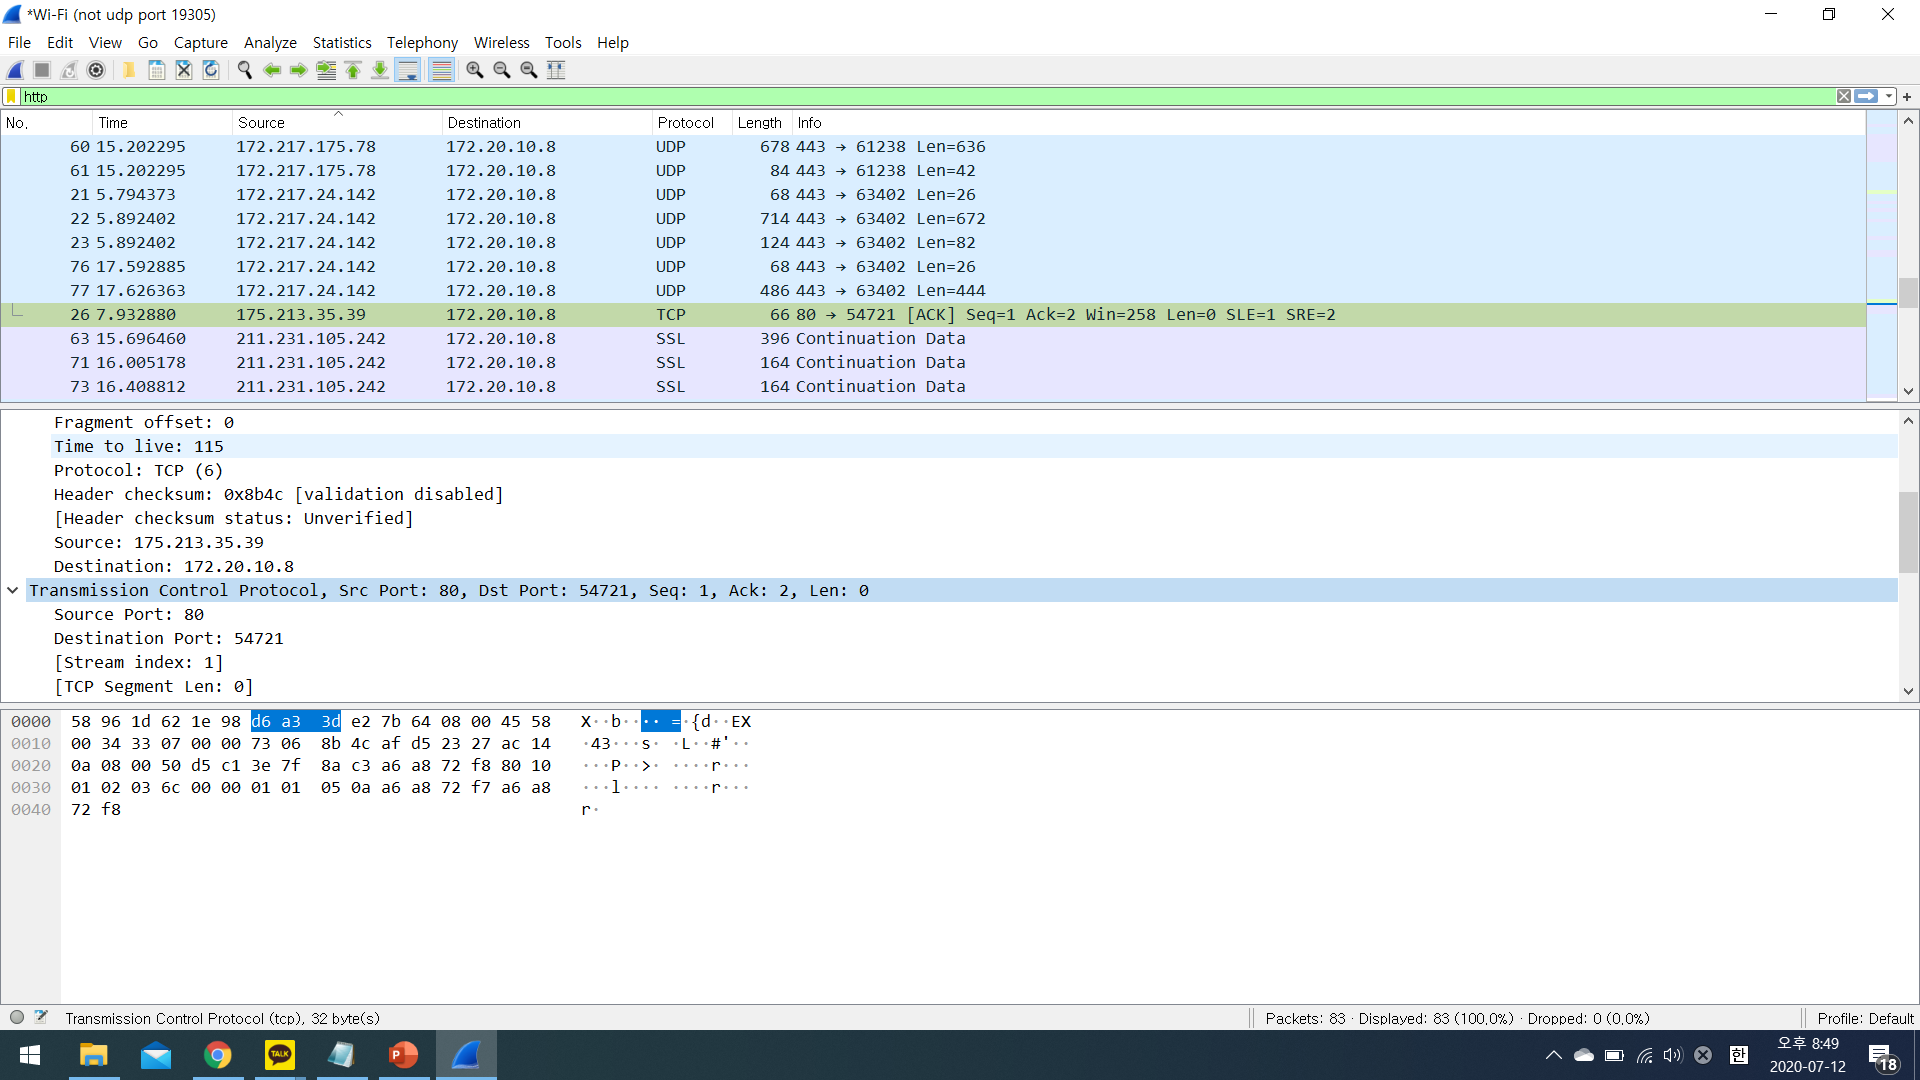 *Wi-Fi (not udp port 19305)
File Edit View Go Capture Analyze Statistics Telephony Wireless Tools Help
http
+
No. Time Source Destination Protocol Length Info
60 15.202295 172.217.175.78 172.20.10.8 UDP 678 443 → 61238 Len=636
61 15.202295 172.217.175.78 172.20.10.8 UDP 84 443 → 61238 Len=42
21 5.794373 172.217.24.142 172.20.10.8 UDP 68 443 → 63402 Len=26
22 5.892402 172.217.24.142 172.20.10.8 UDP 714 443 → 63402 Len=672
23 5.892402 172.217.24.142 172.20.10.8 UDP 124 443 → 63402 Len=82
76 17.592885 172.217.24.142 172.20.10.8 UDP 68 443 → 63402 Len=26
77 17.626363 172.217.24.142 172.20.10.8 UDP 486 443 → 63402 Len=444
26 7.932880 175.213.35.39 172.20.10.8 TCP 66 80 → 54721 [ACK] Seq=1 Ack=2 Win=258 Len=0 SLE=1 SRE=2
63 15.696460 211.231.105.242 172.20.10.8 SSL 396 Continuation Data
71 16.005178 211.231.105.242 172.20.10.8 SSL 164 Continuation Data
73 16.408812 211.231.105.242 172.20.10.8 SSL 164 Continuation Data
Fragment offset: 0
Time to live: 115
Protocol: TCP (6)
Header checksum: 0x8b4c [validation disabled]
[Header checksum status: Unverified]
Source: 175.213.35.39
Destination: 172.20.10.8
Transmission Control Protocol, Src Port: 80, Dst Port: 54721, Seq: 1, Ack: 2, Len: 0
Source Port: 80
Destination Port: 54721
[Stream index: 1]
[TCP Segment Len: 0]
0000 58 96 1d 62 1e 98 d6 a3 3d e2 7b 64 08 00 45 58 X··b····=·{d··EX
0010 00 34 33 07 00 00 73 06 8b 4c af d5 23 27 ac 14 ·43···s· ·L··#'··
0020 0a 08 00 50 d5 c1 3e 7f 8a c3 a6 a8 72 f8 80 10 ···P··>· ····r···
0030 01 02 03 6c 00 00 01 01 05 0a a6 a8 72 f7 a6 a8 ···l···· ····r···
0040 72 f8 r·
Transmission Control Protocol (tcp), 32 byte(s)
Packets: 83 · Displayed: 83 (100.0%) · Dropped: 0 (0.0%)
Profile: Default
TALK
P
한
오후 8:49
2020-07-12
18